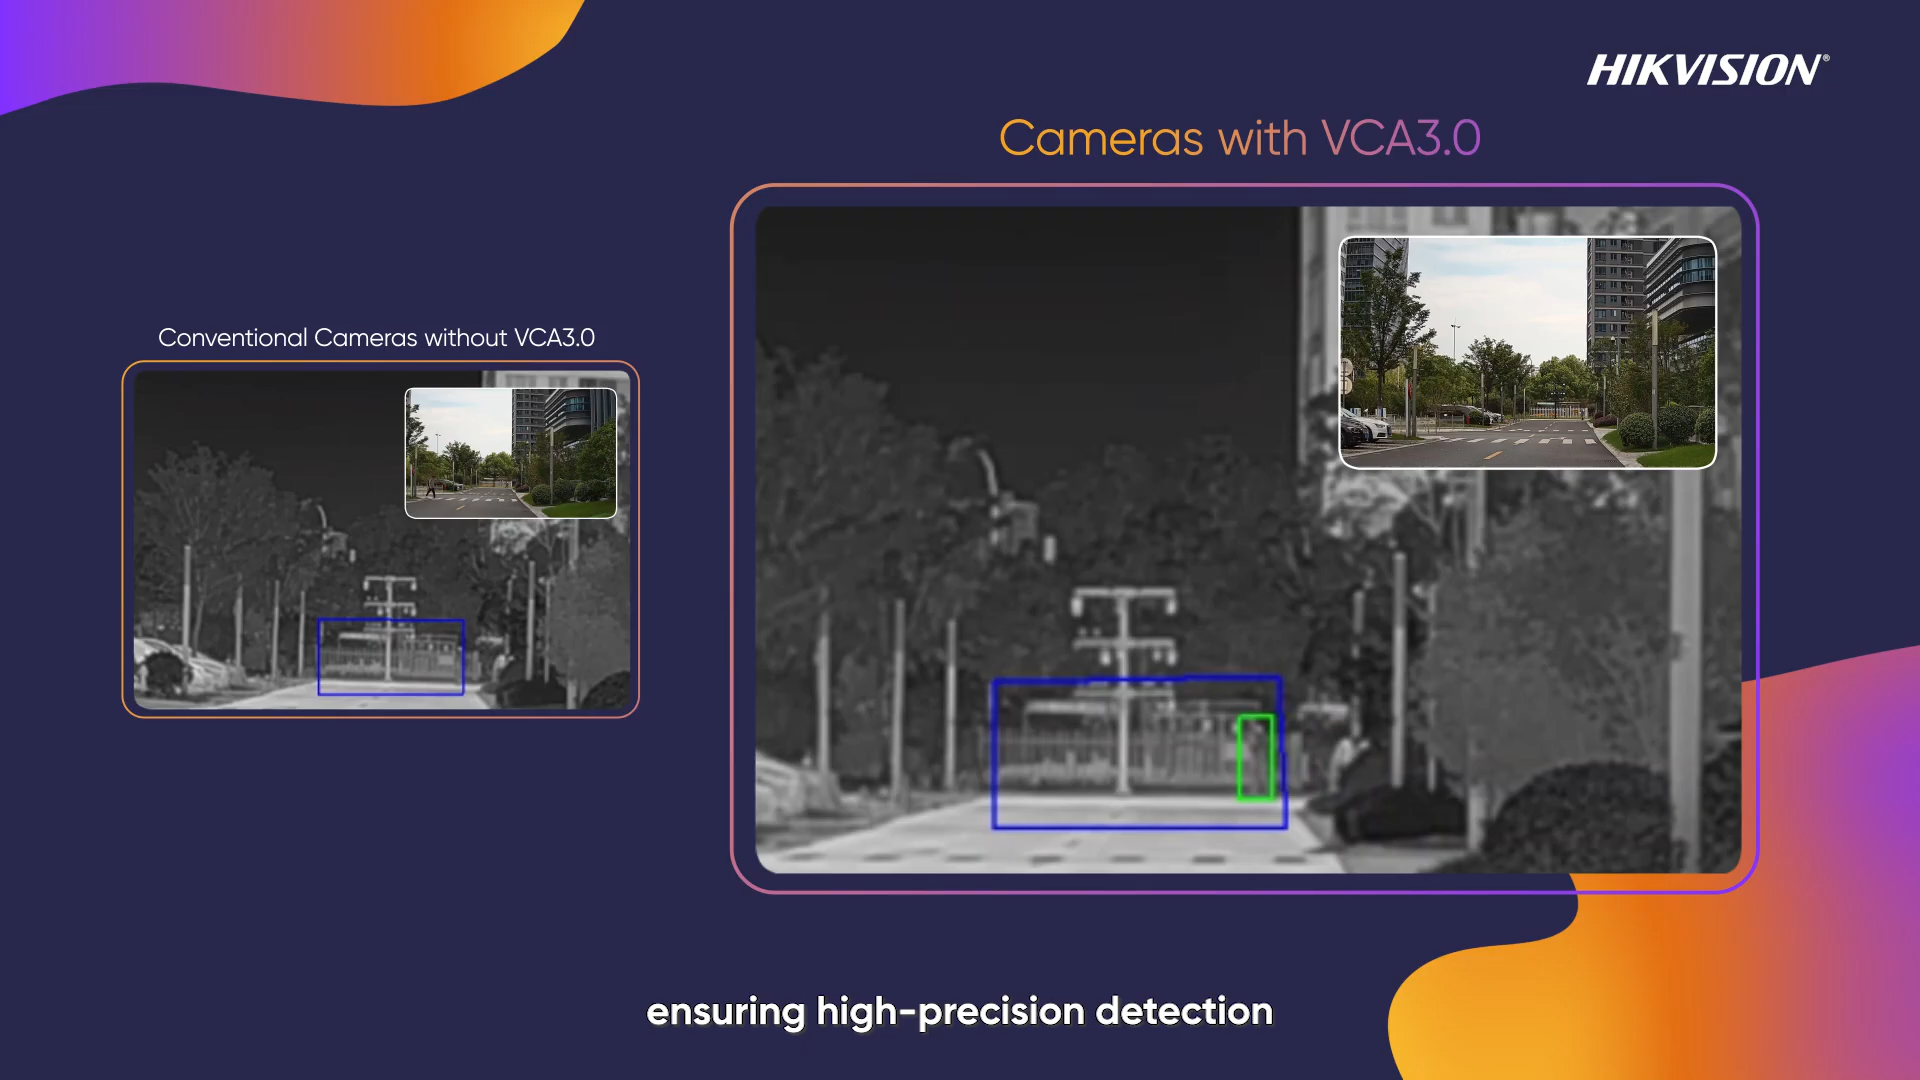 HIKVISION®
Cameras with VCA3.0
Conventional Cameras without VCA3.0
ensuring high-precision detection